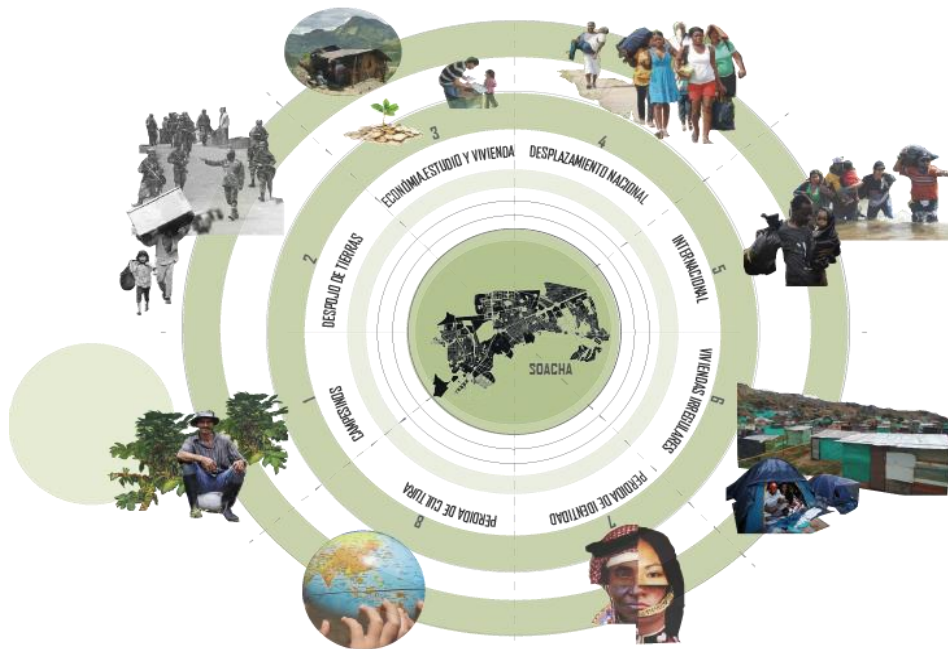 1
CAMPESINOS
2
DESPOJO DE TIERRAS
3
ECONÓMIA,ESTUDIO Y VIVIENDA
4
DESPLAZAMIENTO NACIONAL
5
INTERNACIONAL
6
VIVIENDAS IRREGULARES
7
PERDIDA DE IDENTIDAD
8
PERDIDA DE CULTURA
SOACHA